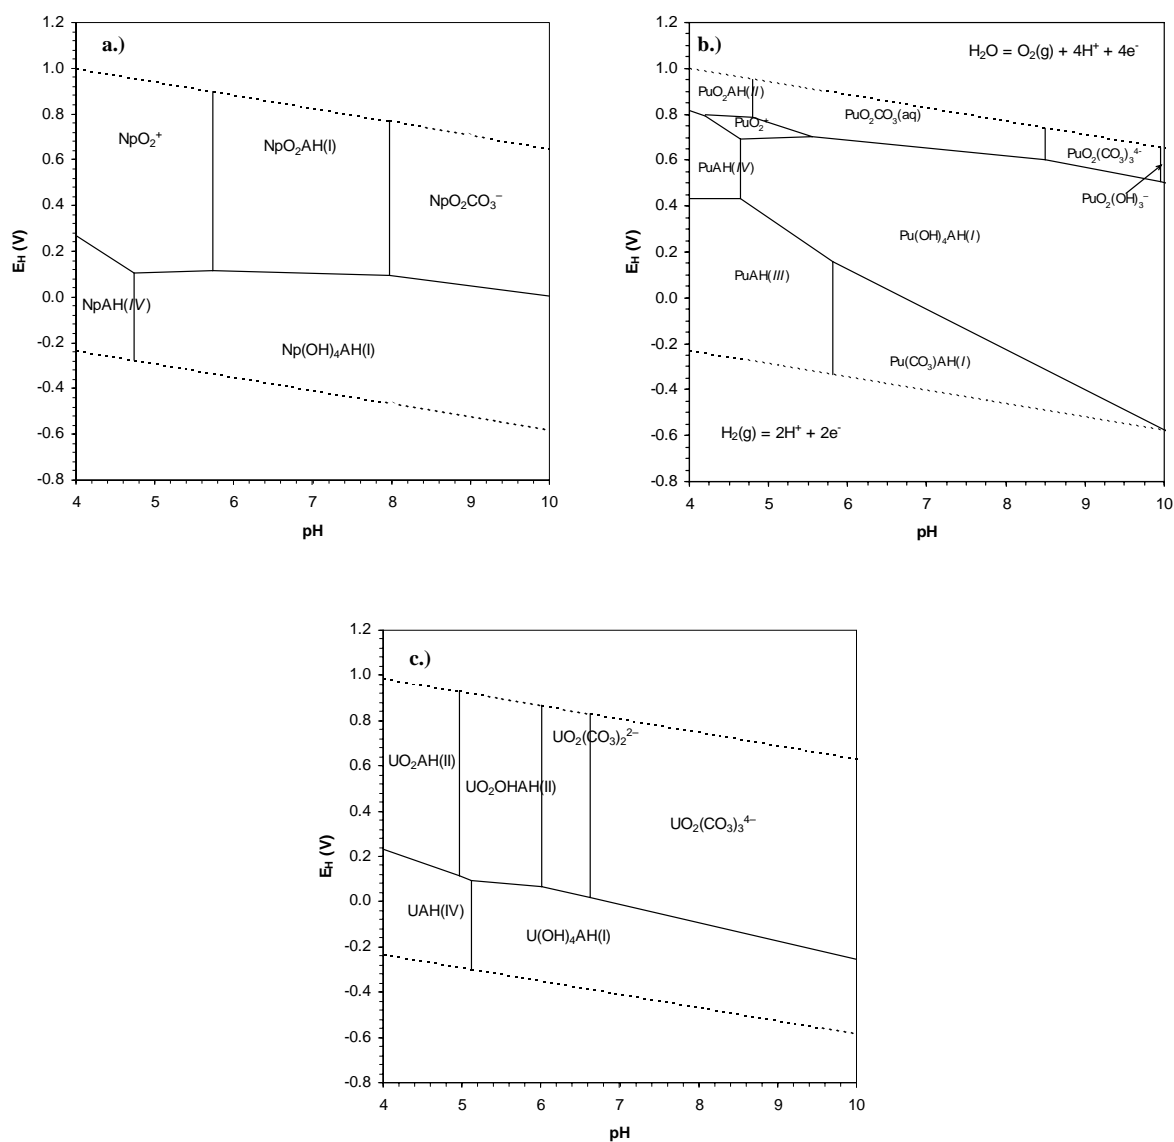 a.)
1.2
1.0
0.8
0.6
0.4
0.2
0.0
-0.2
-0.4
-0.6
-0.8
E_H (V)
NpO₂⁺
NpO₂AH(I)
NpO₂CO₃⁻
NpAH(IV)
Np(OH)₄AH(I)
4 5 6 7 8 9 10
pH
b.)
1.2
1.0
0.8
0.6
0.4
0.2
0.0
-0.2
-0.4
-0.6
-0.8
E_H (V)
H₂O = O₂(g) + 4H⁺ + 4e⁻
PuO₂AH(II)
PuO₂CO₃(aq)
PuO₂⁺
PuO₂(CO₃)₃⁴⁻
PuAH(IV)
PuO₂(OH)₃⁻
Pu(OH)₄AH(I)
PuAH(III)
Pu(CO₃)AH(I)
H₂(g) = 2H⁺ + 2e⁻
4 5 6 7 8 9 10
pH
c.)
1.2
1.0
0.8
0.6
0.4
0.2
0.0
-0.2
-0.4
-0.6
-0.8
E_H (V)
UO₂(CO₃)₂²⁻
UO₂AH(II)
UO₂OHAH(II)
UO₂(CO₃)₃⁴⁻
UAH(IV)
U(OH)₄AH(I)
4 5 6 7 8 9 10
pH